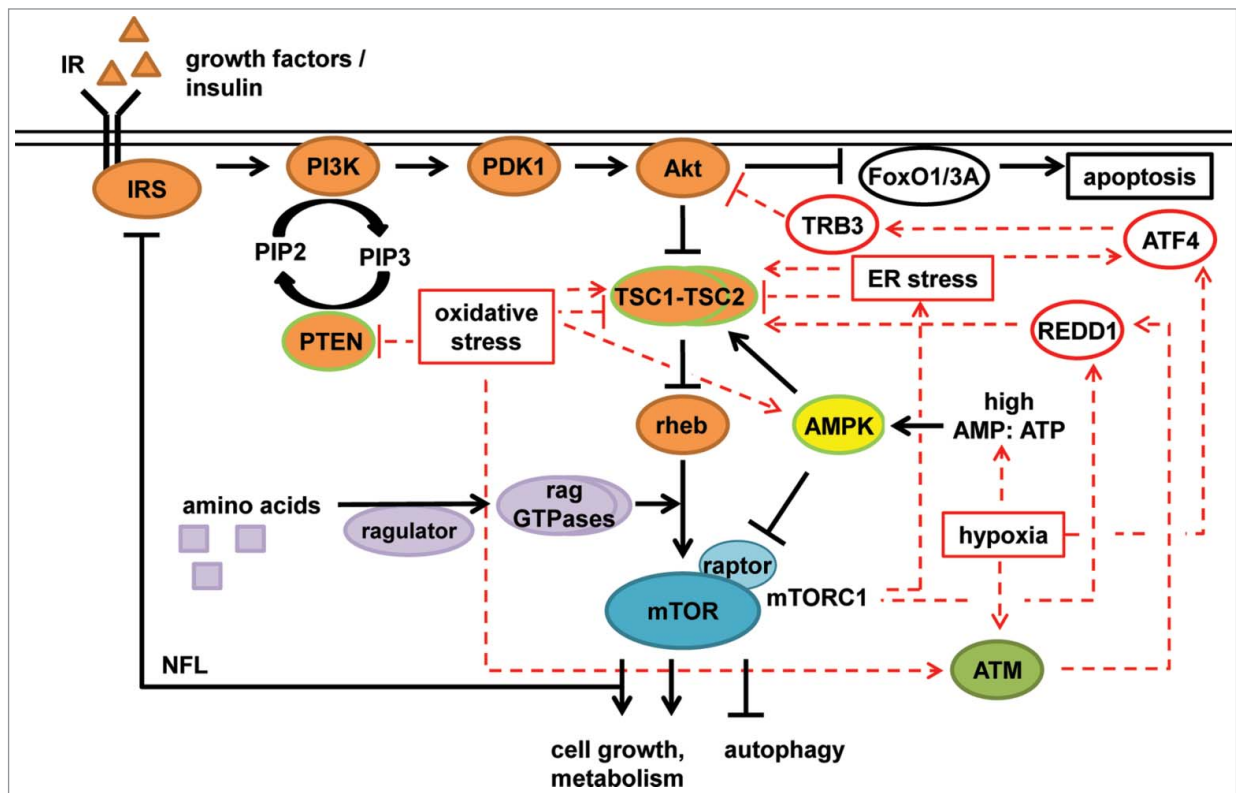 IR
growth factors /
insulin
IRS
PI3K
PDK1
Akt
FoxO1/3A
apoptosis
TRB3
ATF4
PIP2
PIP3
TSC1-TSC2
ER stress
oxidative
stress
PTEN
REDD1
rheb
AMPK
high
AMP: ATP
amino acids
ragulator
rag
GTPases
hypoxia
raptor
mTOR
mTORC1
NFL
ATM
cell growth,
metabolism
autophagy